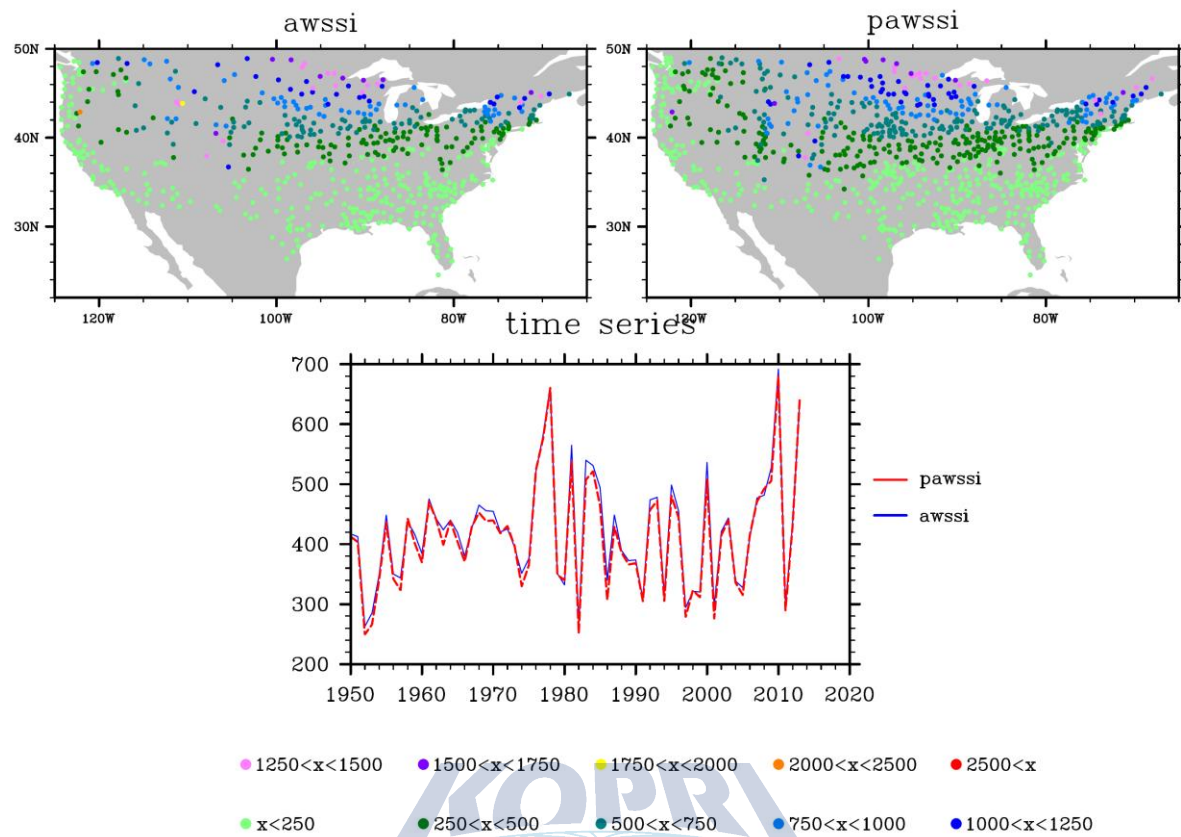 awssi
pawssi
50N
40N
30N
120W 100W 80W
50N
40N
30N
120W 100W 80W
time series
700
600
500
400
300
200
1950 1960 1970 1980 1990 2000 2010 2020
pawssi
awssi
1250<x<1500 1500<x<1750 1750<x<2000 2000<x<2500 2500<x
x<250 250<x<500 500<x<750 750<x<1000 1000<x<1250
KOPRI